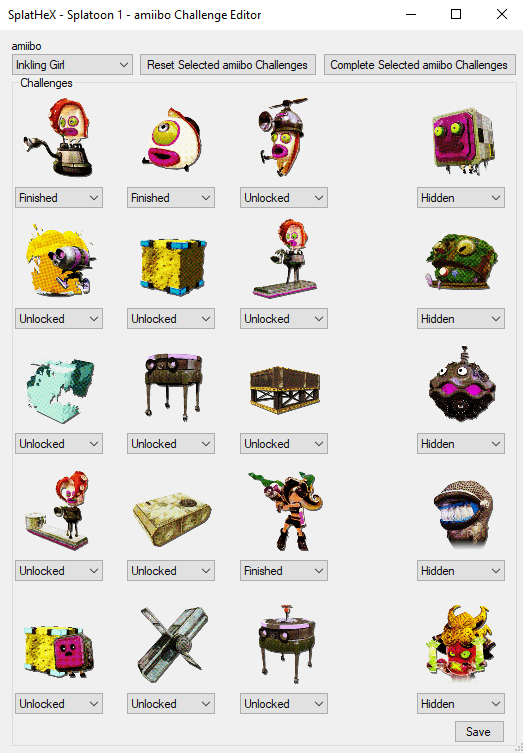 SplatHeX - Splatoon 1 - amiibo Challenge Editor
amiibo
Inkling Girl Reset Selected amiibo Challenges Complete Selected amiibo Challenges
Challenges
Finished Finished Unlocked Hidden
Unlocked Unlocked Unlocked Hidden
Unlocked Unlocked Unlocked Hidden
Unlocked Unlocked Finished Hidden
Unlocked Unlocked Unlocked Hidden
Save